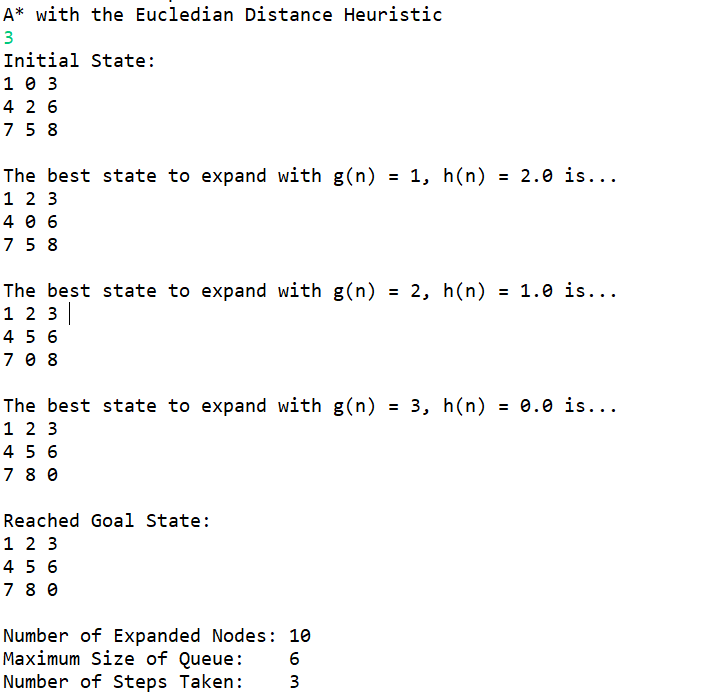 A* with the Eucledian Distance Heuristic
3
Initial State:
1 0 3
4 2 6
7 5 8
The best state to expand with g(n) = 1, h(n) = 2.0 is...
1 2 3
4 0 6
7 5 8
The best state to expand with g(n) = 2, h(n) = 1.0 is...
1 2 3
4 5 6
7 0 8
The best state to expand with g(n) = 3, h(n) = 0.0 is...
1 2 3
4 5 6
7 8 0
Reached Goal State:
1 2 3
4 5 6
7 8 0
Number of Expanded Nodes: 10
Maximum Size of Queue: 6
Number of Steps Taken: 3